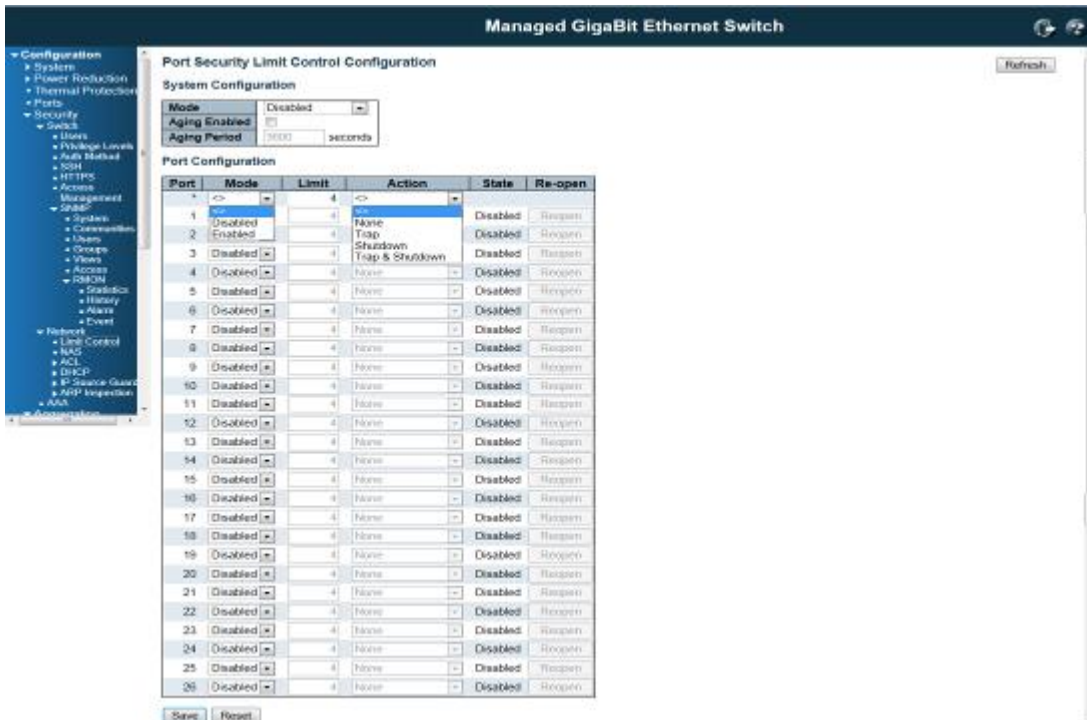 Managed GigaBit Ethernet Switch
Configuration
System
Power Reduction
Thermal Protection
Ports
Security
Switch
Users
Privilege Levels
Auth Method
SSH
HTTPS
Access
Management
SNMP
System
Communities
Users
Groups
Views
Access
RMON
Statistics
History
Alarm
Event
Network
Limit Control
NAS
ACL
DHCP
IP Source Guard
ARP Inspection
AAA
Aggregation
Port Security Limit Control Configuration
Refresh
System Configuration
Mode Disabled
Aging Enabled
Aging Period 3600 seconds
Port Configuration
Port Mode Limit Action State Re-open
* <> 4 <>
<> <>
1 Disabled 4 None Disabled Reopen
2 Enabled 4 Trap Disabled Reopen
Shutdown
3 Disabled 4 Trap & Shutdown Disabled Reopen
4 Disabled 4 None Disabled Reopen
5 Disabled 4 None Disabled Reopen
6 Disabled 4 None Disabled Reopen
7 Disabled 4 None Disabled Reopen
8 Disabled 4 None Disabled Reopen
9 Disabled 4 None Disabled Reopen
10 Disabled 4 None Disabled Reopen
11 Disabled 4 None Disabled Reopen
12 Disabled 4 None Disabled Reopen
13 Disabled 4 None Disabled Reopen
14 Disabled 4 None Disabled Reopen
15 Disabled 4 None Disabled Reopen
16 Disabled 4 None Disabled Reopen
17 Disabled 4 None Disabled Reopen
18 Disabled 4 None Disabled Reopen
19 Disabled 4 None Disabled Reopen
20 Disabled 4 None Disabled Reopen
21 Disabled 4 None Disabled Reopen
22 Disabled 4 None Disabled Reopen
23 Disabled 4 None Disabled Reopen
24 Disabled 4 None Disabled Reopen
25 Disabled 4 None Disabled Reopen
26 Disabled 4 None Disabled Reopen
Save Reset